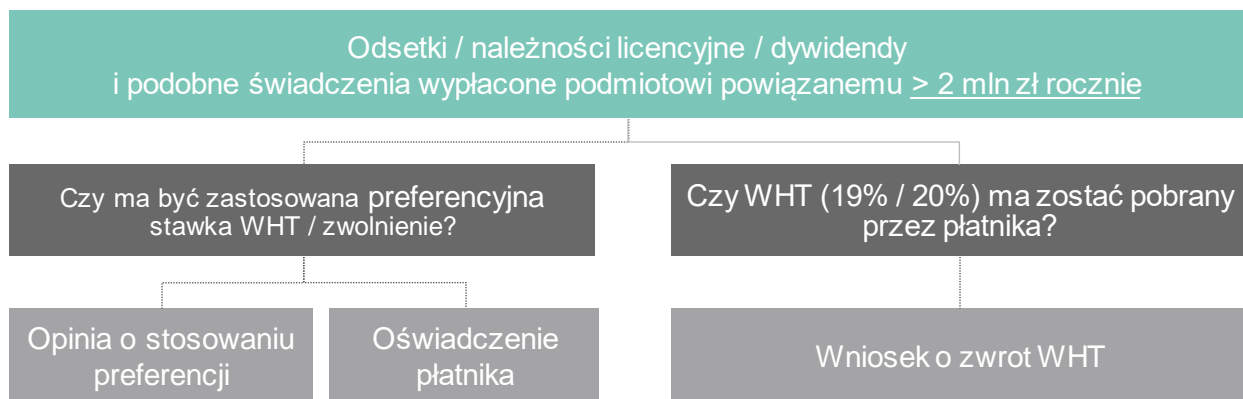 Odsetki / należności licencyjne / dywidendy
i podobne świadczenia wypłacone podmiotowi powiązanemu > 2 mln zł rocznie
Czy ma być zastosowana preferencyjna
stawka WHT / zwolnienie?
Czy WHT (19% / 20%) ma zostać pobrany
przez płatnika?
Opinia o stosowaniu
preferencji
Oświadczenie
płatnika
Wniosek o zwrot WHT